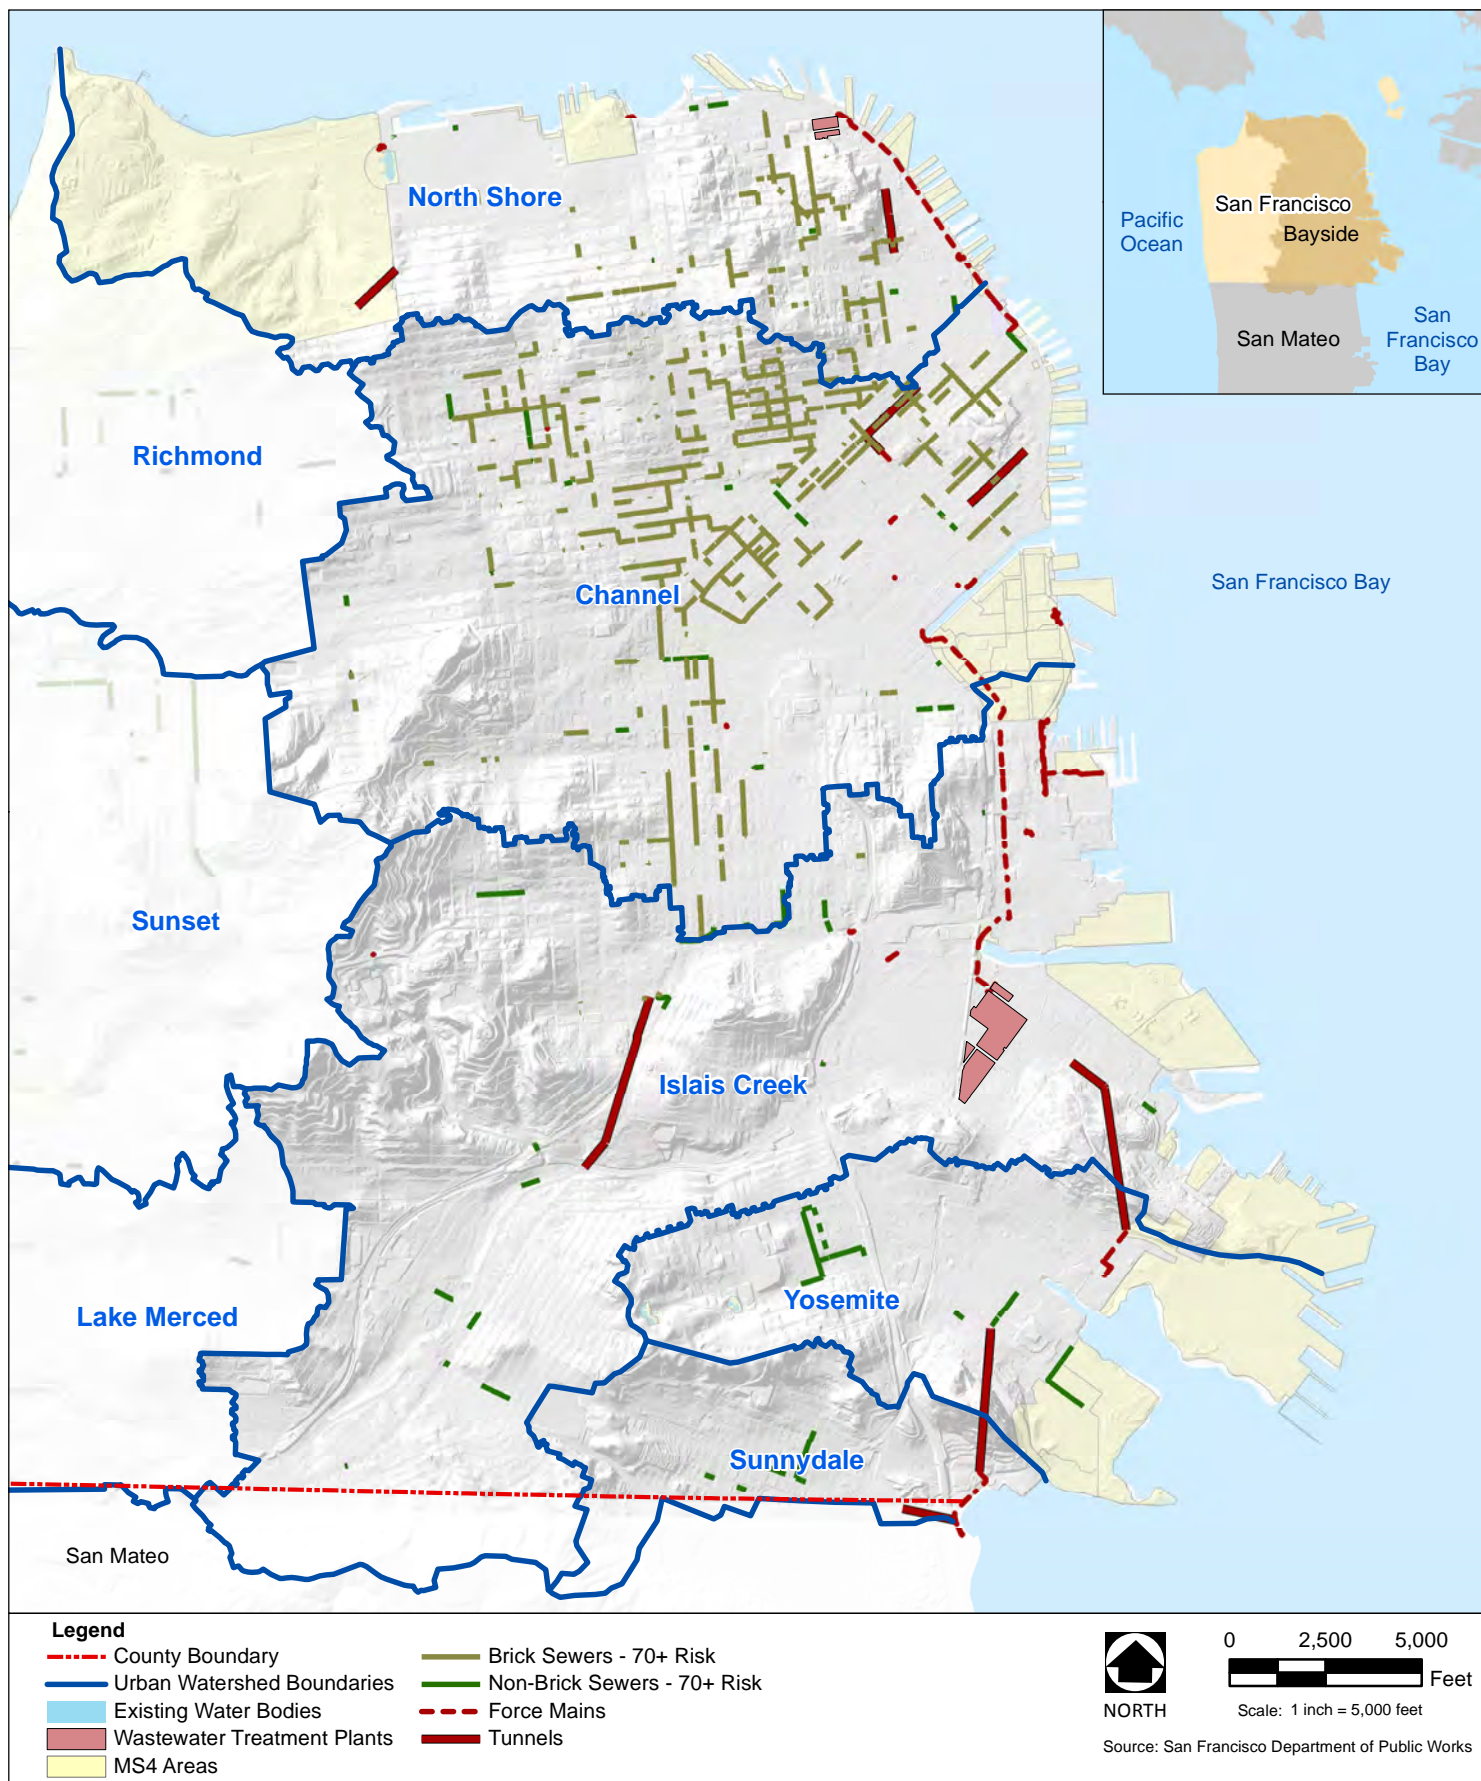 North Shore
Richmond
Channel
Sunset
Islais Creek
Lake Merced
Yosemite
Sunnydale
San Mateo
San Francisco Bay
Pacific
Ocean
San Francisco
Bayside
San Mateo
San
Francisco
Bay
Legend
County Boundary
Urban Watershed Boundaries
Existing Water Bodies
Wastewater Treatment Plants
MS4 Areas
Brick Sewers - 70+ Risk
Non-Brick Sewers - 70+ Risk
Force Mains
Tunnels
NORTH
0 2,500 5,000
Feet
Scale: 1 inch = 5,000 feet
Source: San Francisco Department of Public Works